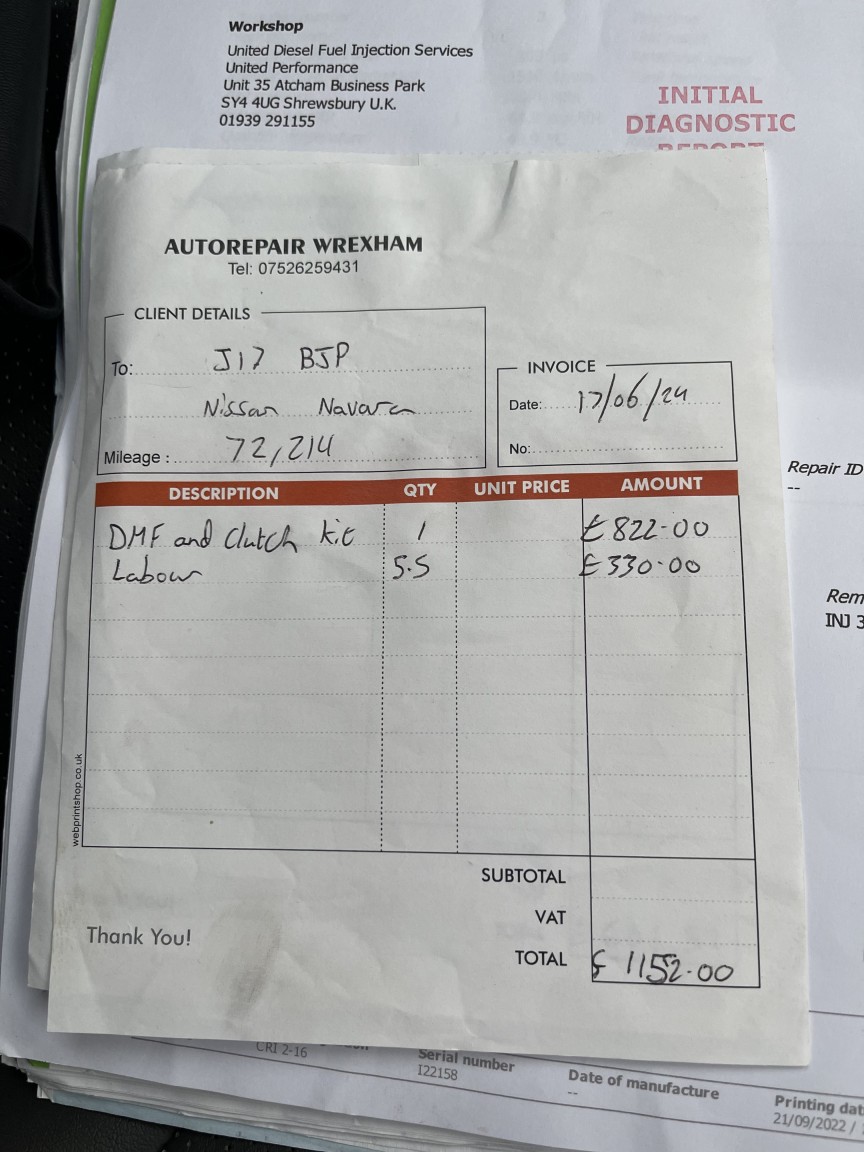 Workshop
United Diesel Fuel Injection Services
United Performance
Unit 35 Atcham Business Park
SY4 4UG Shrewsbury U.K.
01939 291155
INITIAL
DIAGNOSTIC
REPORT
AUTOREPAIR WREXHAM
Tel: 07526259431
CLIENT DETAILS
To: J17 BJP
Nissan Navara
Mileage : 72,214
INVOICE
Date: 17/06/24
No:
Repair ID
--
DESCRIPTION QTY UNIT PRICE AMOUNT
DMF and Clutch kit 1 £822-00
Labour 5.5 £330-00
Rem
INJ 3
webprintshop.co.uk
SUBTOTAL
VAT
TOTAL £ 1152-00
Thank You!
CRI 2-16
Serial number
I22158
Date of manufacture
--
Printing dat
21/09/2022 /